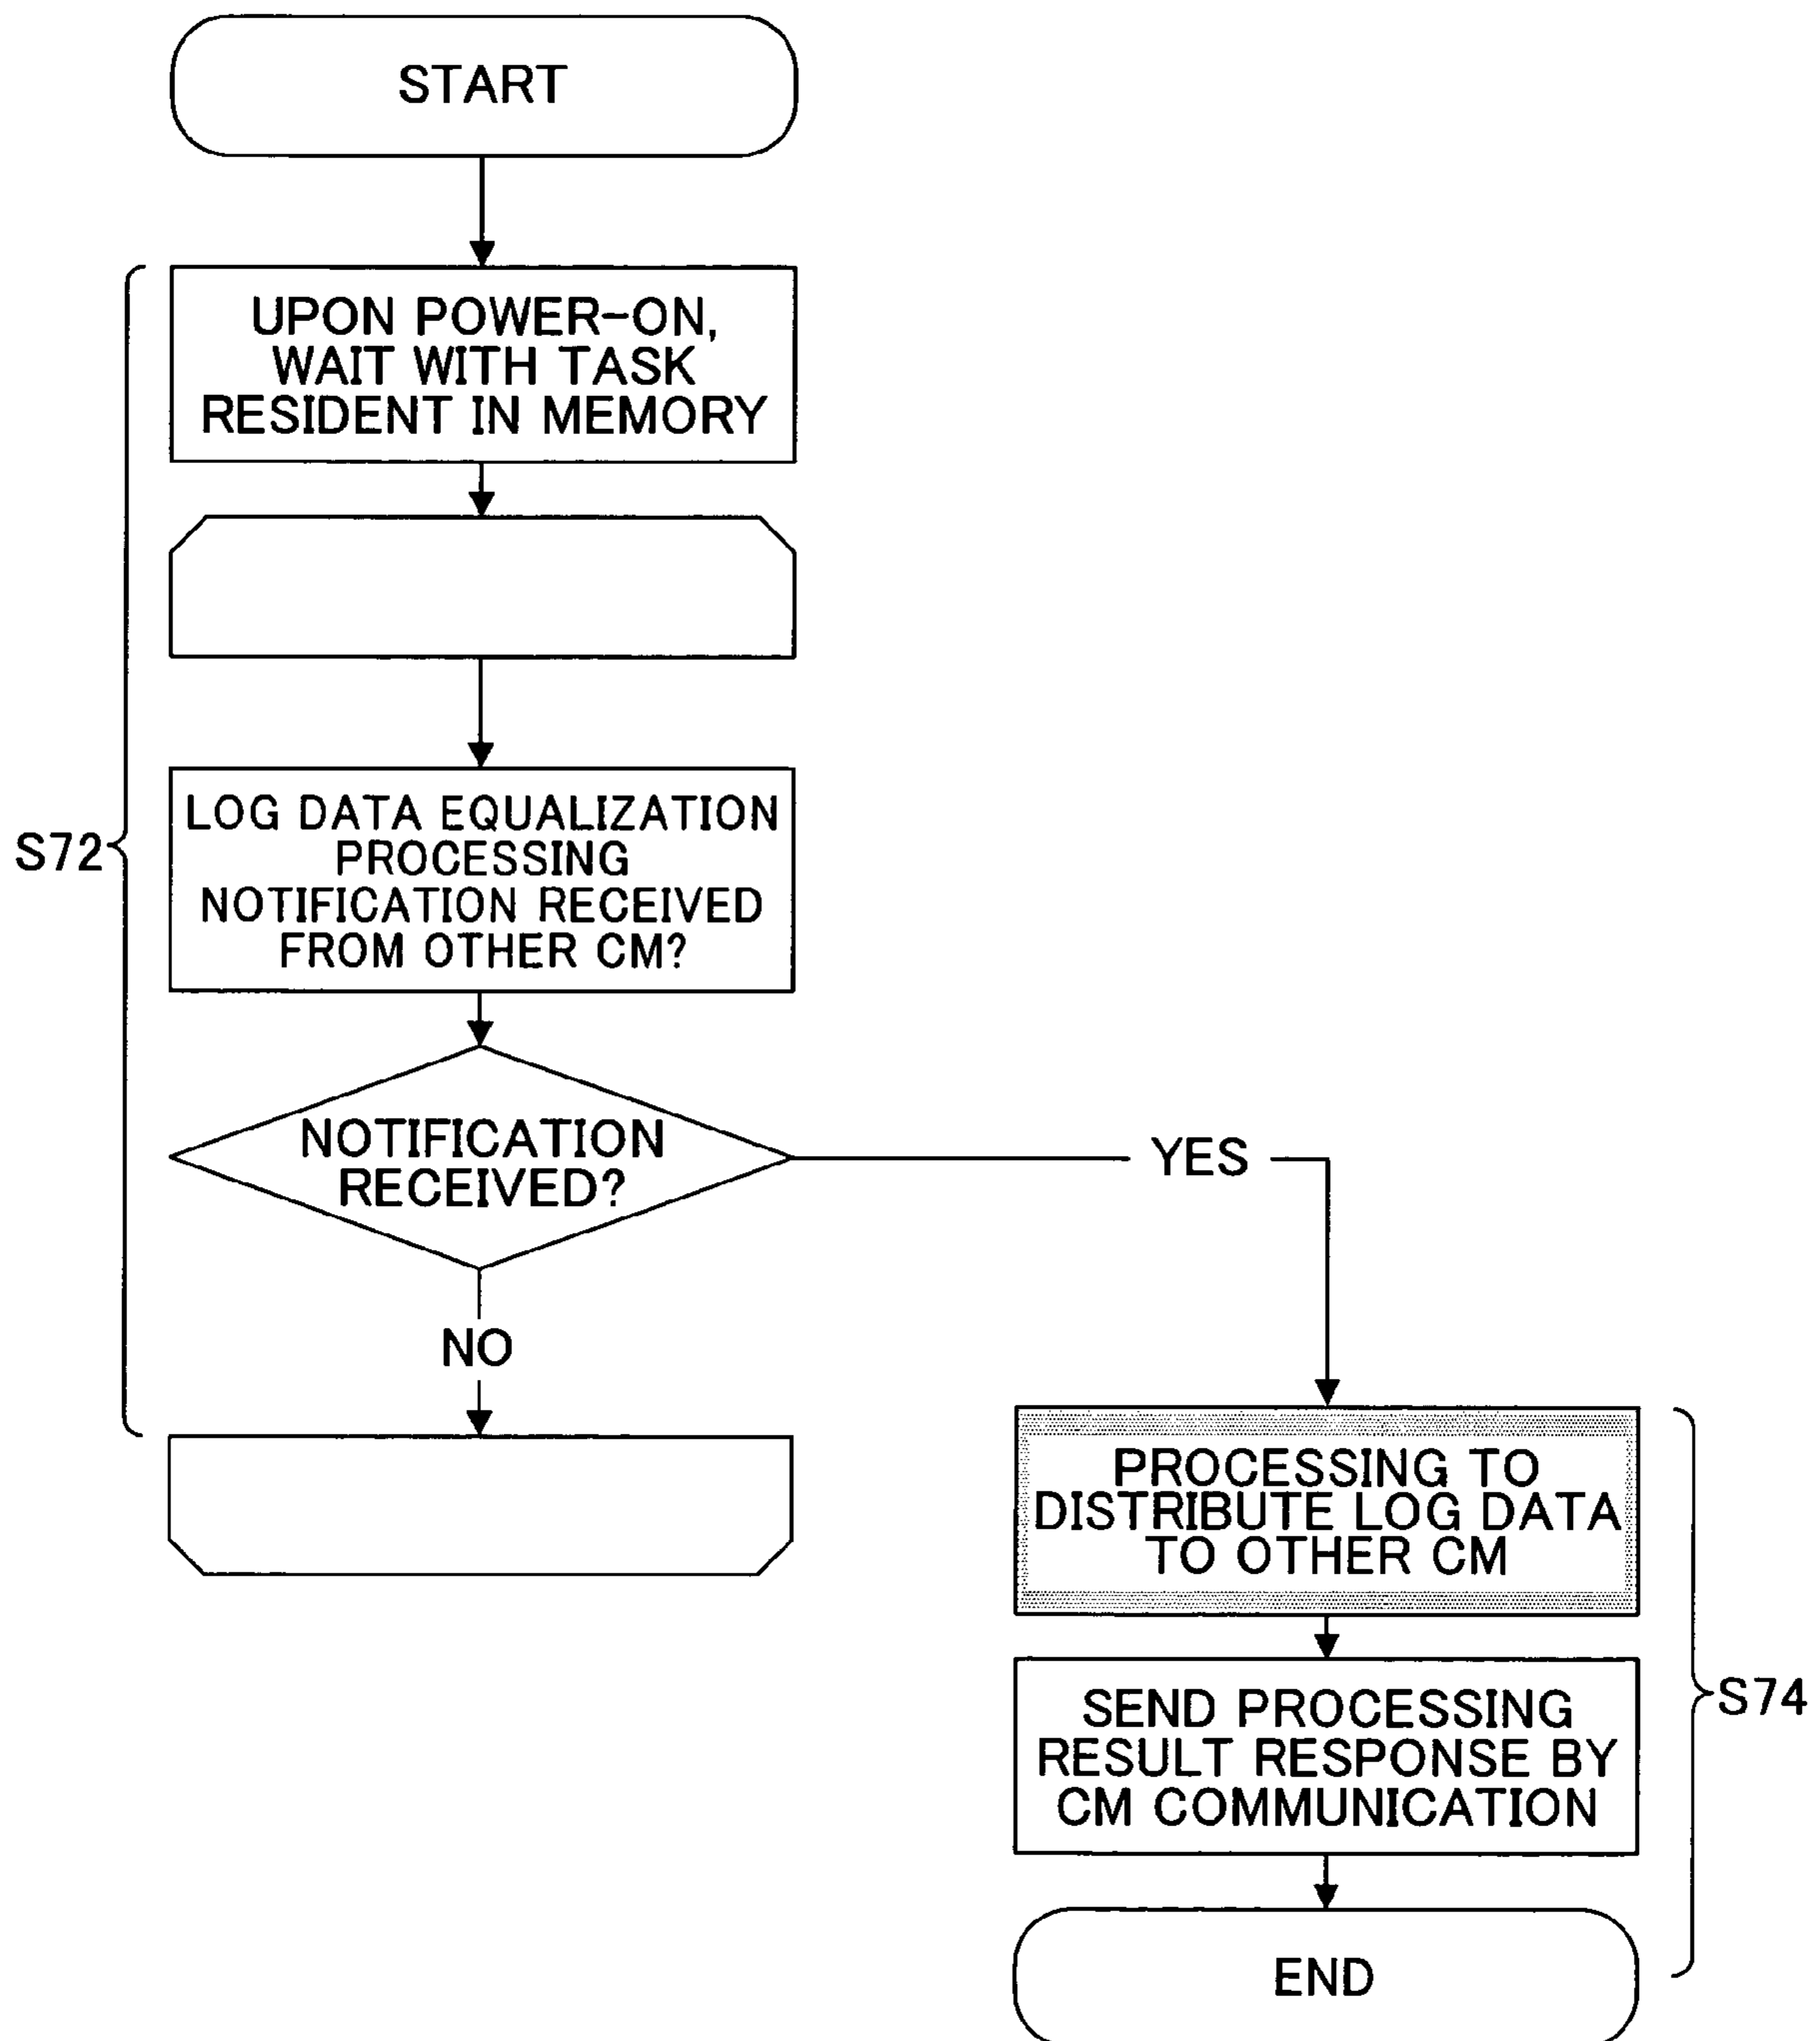 START
UPON POWER-ON,
WAIT WITH TASK
RESIDENT IN MEMORY
LOG DATA EQUALIZATION
PROCESSING
NOTIFICATION RECEIVED
FROM OTHER CM?
S72
NOTIFICATION
RECEIVED?
YES
NO
PROCESSING TO
DISTRIBUTE LOG DATA
TO OTHER CM
SEND PROCESSING
RESULT RESPONSE BY
CM COMMUNICATION
S74
END